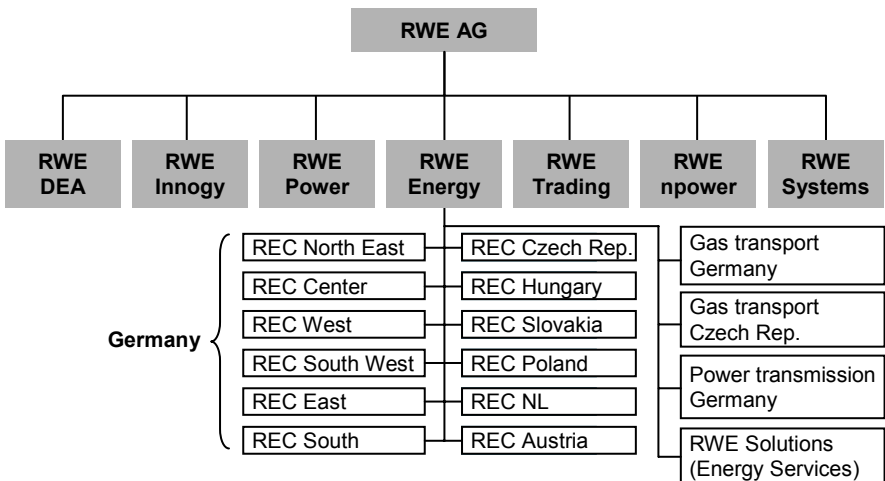 RWE AG
RWE
DEA
RWE
Innogy
RWE
Power
RWE
Energy
RWE
Trading
RWE
npower
RWE
Systems
Germany
REC North East
REC Center
REC West
REC South West
REC East
REC South
REC Czech Rep.
REC Hungary
REC Slovakia
REC Poland
REC NL
REC Austria
Gas transport
Germany
Gas transport
Czech Rep.
Power transmission
Germany
RWE Solutions
(Energy Services)